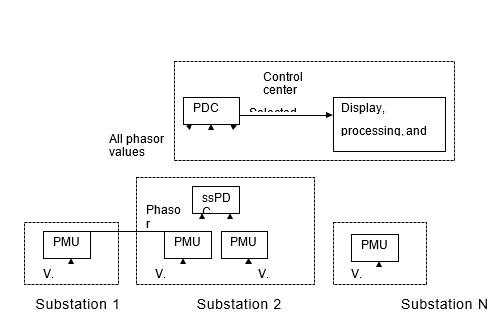 Control
center
PDC
Selected
Display,
processing, and
All phasor
values
ssPD
C
Phaso
r
PMU
PMU
PMU
PMU
V.
V.
V.
V.
Substation 1
Substation 2
Substation N